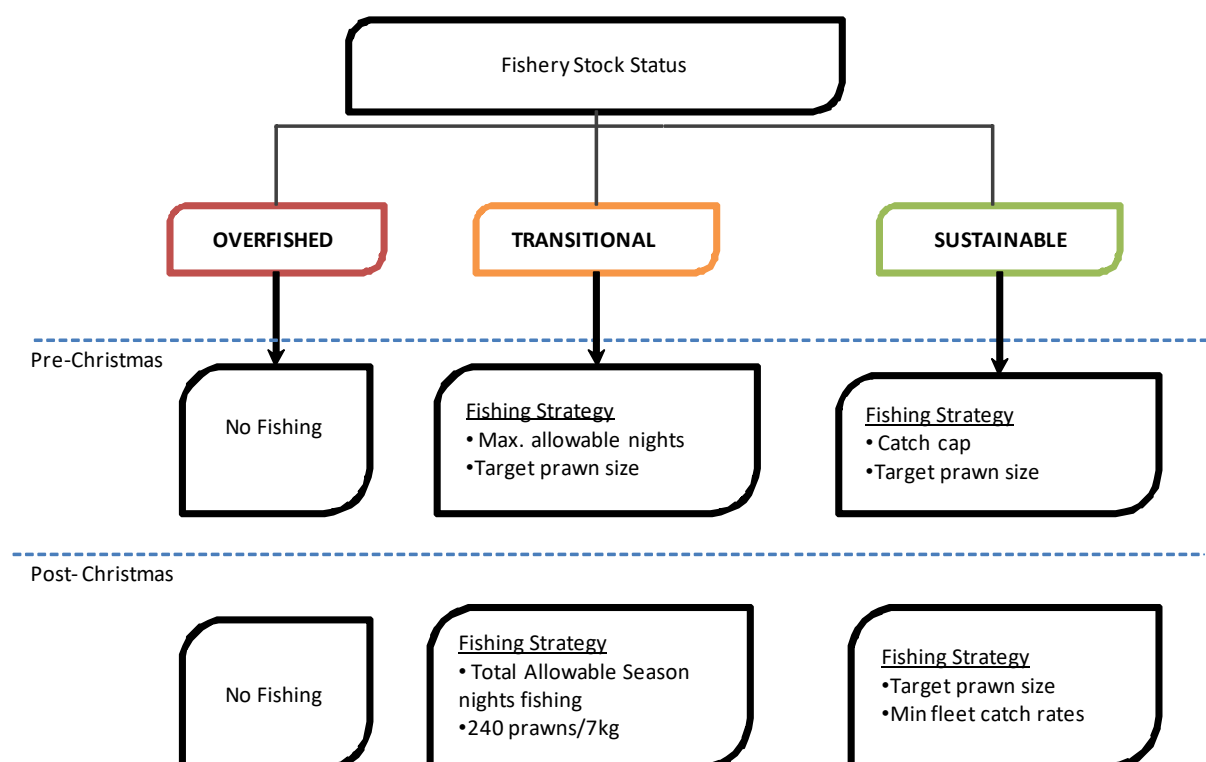 Fishery Stock Status
OVERFISHED
TRANSITIONAL
SUSTAINABLE
Pre-Christmas
No Fishing
Fishing Strategy
• Max. allowable nights
•Target prawn size
Fishing Strategy
• Catch cap
•Target prawn size
Post- Christmas
No Fishing
Fishing Strategy
• Total Allowable Season
nights fishing
•240 prawns/7kg
Fishing Strategy
•Target prawn size
•Min fleet catch rates